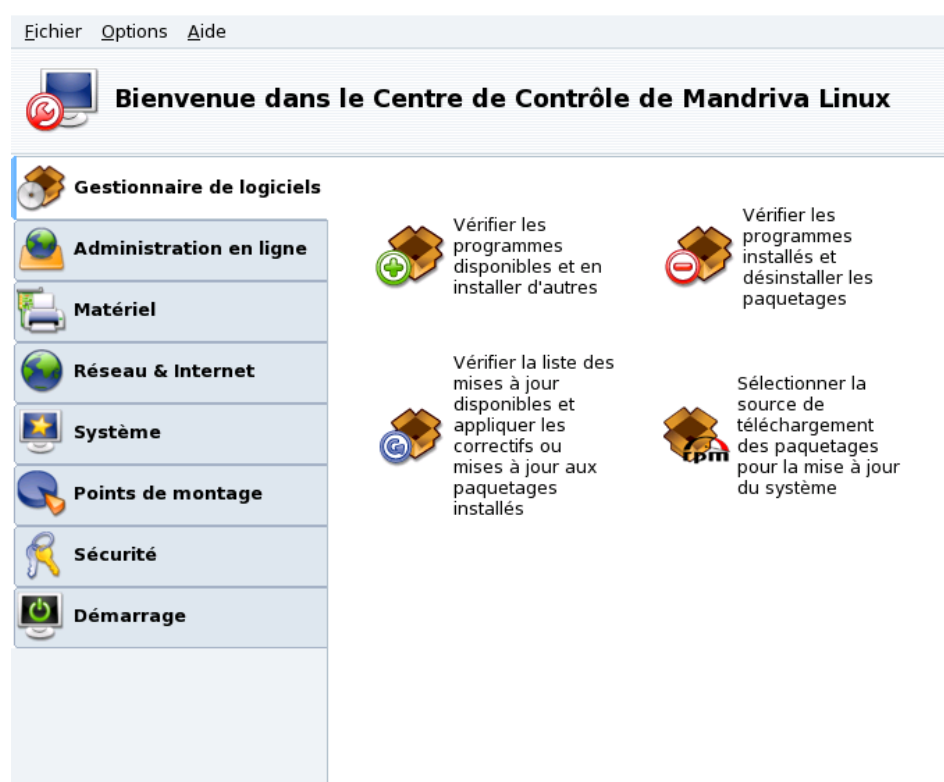 Fichier Options Aide
Bienvenue dans le Centre de Contrôle de Mandriva Linux
Gestionnaire de logiciels
Administration en ligne
Matériel
Réseau & Internet
Système
Points de montage
Sécurité
Démarrage
Vérifier les
programmes
disponibles et en
installer d'autres
Vérifier les
programmes
installés et
désinstaller les
paquetages
Vérifier la liste des
mises à jour
disponibles et
appliquer les
correctifs ou
mises à jour aux
paquetages
installés
rpm
Sélectionner la
source de
téléchargement
des paquetages
pour la mise à jour
du système